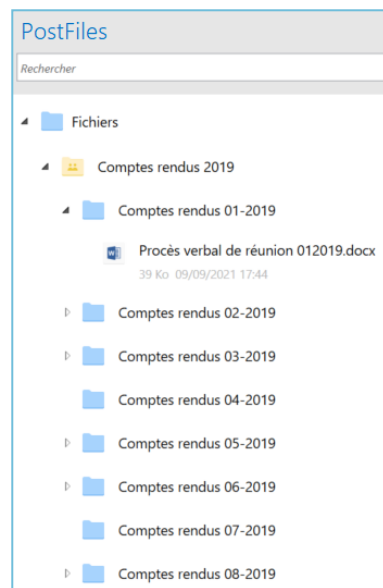 PostFiles
Rechercher
Fichiers
Comptes rendus 2019
Comptes rendus 01-2019
Procès verbal de réunion 012019.docx
39 Ko 09/09/2021 17:44
Comptes rendus 02-2019
Comptes rendus 03-2019
Comptes rendus 04-2019
Comptes rendus 05-2019
Comptes rendus 06-2019
Comptes rendus 07-2019
Comptes rendus 08-2019